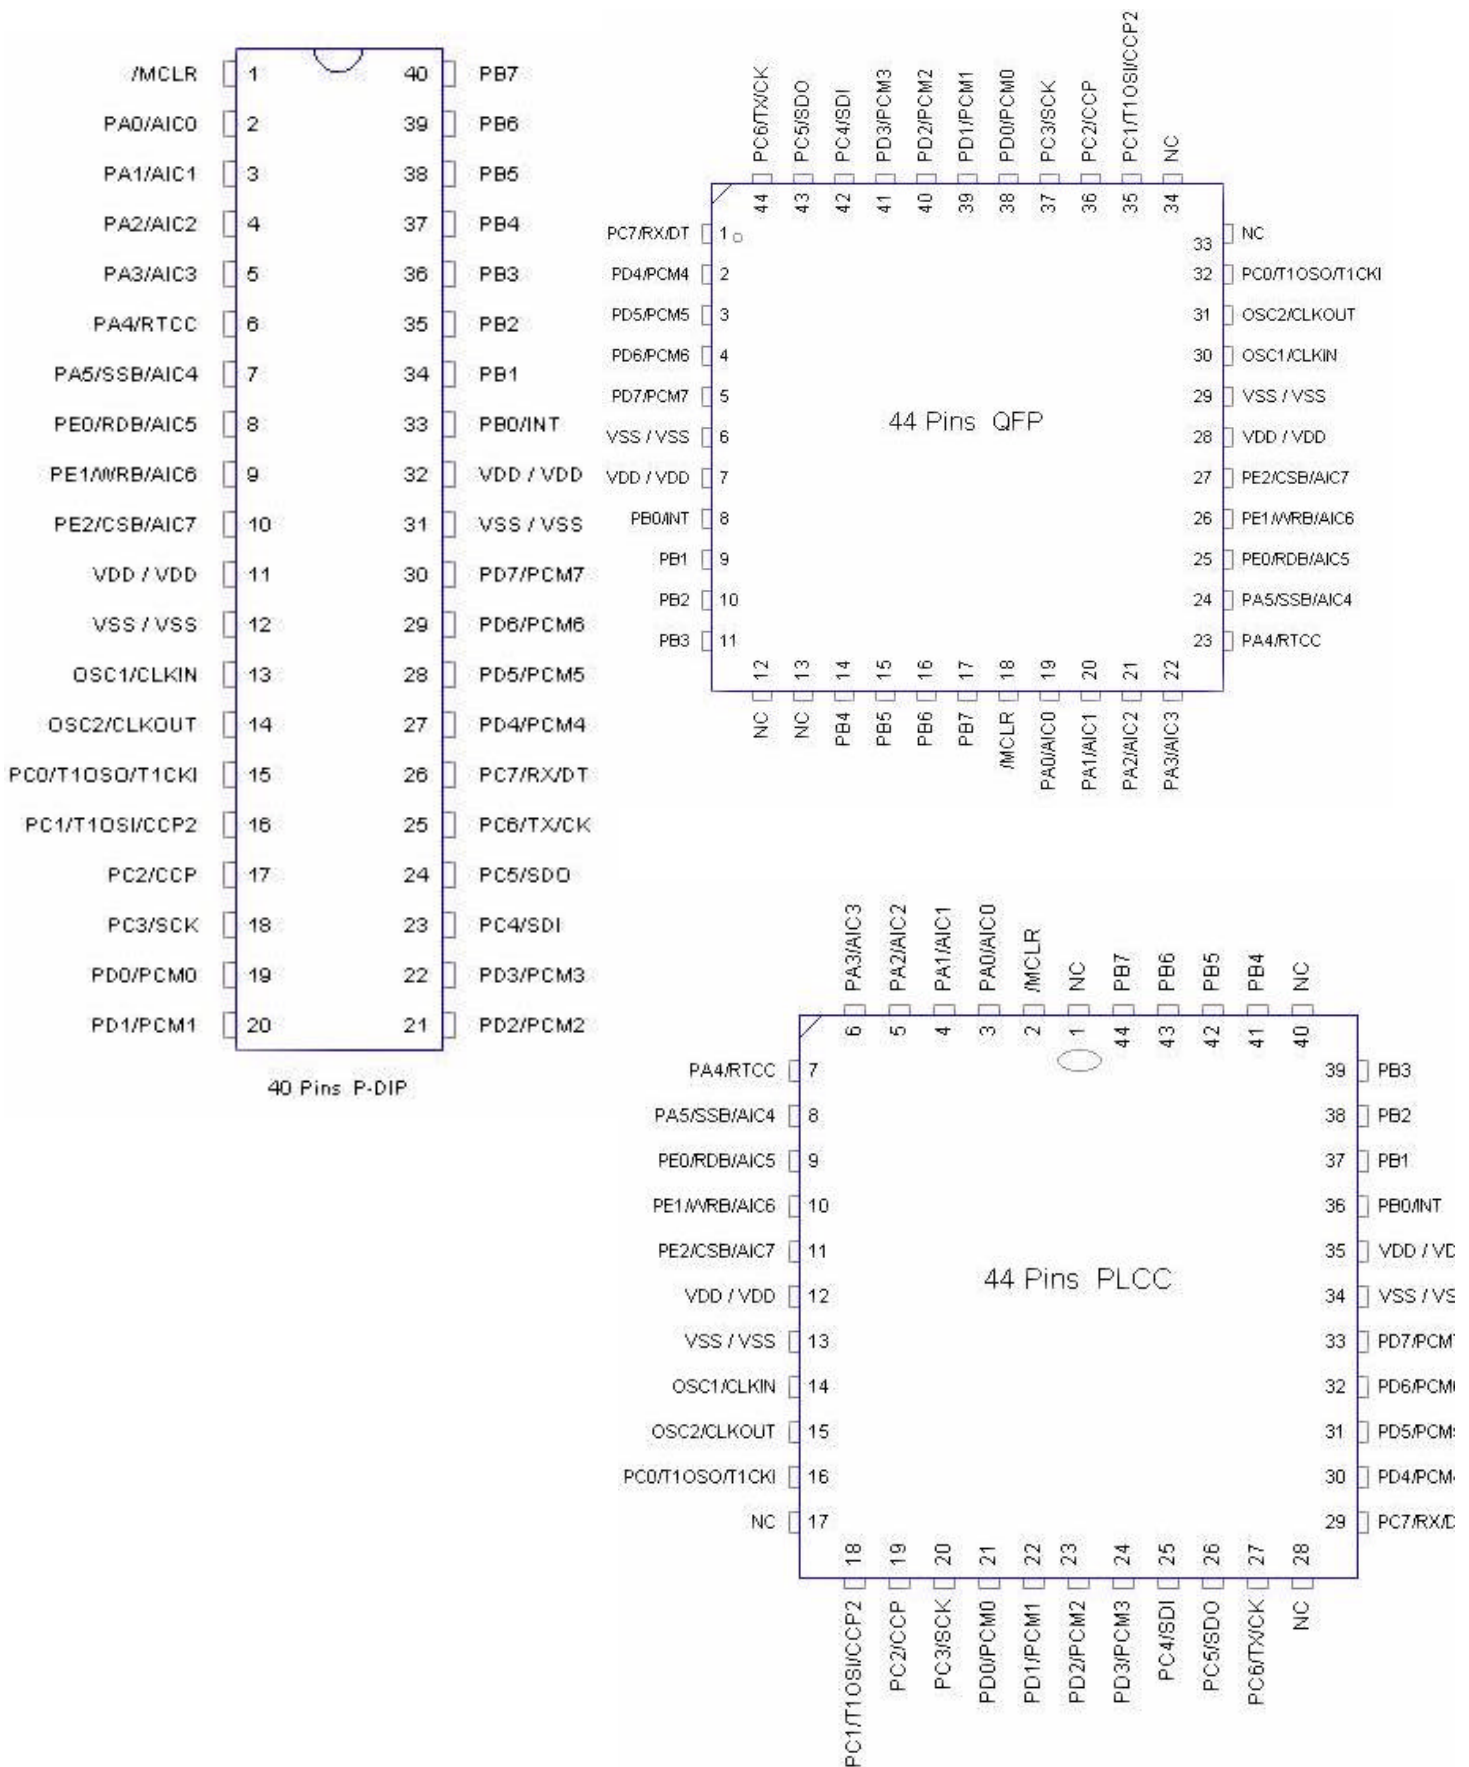 /MCLR 1 40 PB7
PA0/AIC0 2 39 PB6
PA1/AIC1 3 38 PB5
PA2/AIC2 4 37 PB4
PA3/AIC3 5 36 PB3
PA4/RTCC 6 35 PB2
PA5/SSB/AIC4 7 34 PB1
PE0/RDB/AIC5 8 33 PB0/INT
PE1/WRB/AIC6 9 32 VDD / VDD
PE2/CSB/AIC7 10 31 VSS / VSS
VDD / VDD 11 30 PD7/PCM7
VSS / VSS 12 29 PD6/PCM6
OSC1/CLKIN 13 28 PD5/PCM5
OSC2/CLKOUT 14 27 PD4/PCM4
PC0/T1OSO/T1CKI 15 26 PC7/RX/DT
PC1/T1OSI/CCP2 16 25 PC6/TX/CK
PC2/CCP 17 24 PC5/SDO
PC3/SCK 18 23 PC4/SDI
PD0/PCM0 19 22 PD3/PCM3
PD1/PCM1 20 21 PD2/PCM2
40 Pins P-DIP
PC6/TX/CK PC5/SDO PC4/SDI PD3/PCM3 PD2/PCM2 PD1/PCM1 PD0/PCM0 PC3/SCK PC2/CCP PC1/T1OSI/CCP2 NC
44 43 42 41 40 39 38 37 36 35 34
PC7/RX/DT 1 33 NC
PD4/PCM4 2 32 PC0/T1OSO/T1CKI
PD5/PCM5 3 31 OSC2/CLKOUT
PD6/PCM6 4 30 OSC1/CLKIN
PD7/PCM7 5 29 VSS / VSS
44 Pins QFP
VSS / VSS 6 28 VDD / VDD
VDD / VDD 7 27 PE2/CSB/AIC7
PB0/INT 8 26 PE1/WRB/AIC6
PB1 9 25 PE0/RDB/AIC5
PB2 10 24 PA5/SSB/AIC4
PB3 11 23 PA4/RTCC
12 13 14 15 16 17 18 19 20 21 22
NC NC PB4 PB5 PB6 PB7 /MCLR PA0/AIC0 PA1/AIC1 PA2/AIC2 PA3/AIC3
PA3/AIC3 PA2/AIC2 PA1/AIC1 PA0/AIC0 /MCLR NC PB7 PB6 PB5 PB4 NC
6 5 4 3 2 1 44 43 42 41 40
PA4/RTCC 7 39 PB3
PA5/SSB/AIC4 8 38 PB2
PE0/RDB/AIC5 9 37 PB1
PE1/WRB/AIC6 10 36 PB0/INT
PE2/CSB/AIC7 11 35 VDD / VD
44 Pins PLCC
VDD / VDD 12 34 VSS / VS
VSS / VSS 13 33 PD7/PCM
OSC1/CLKIN 14 32 PD6/PCM
OSC2/CLKOUT 15 31 PD5/PCM
PC0/T1OSO/T1CKI 16 30 PD4/PCM
NC 17 29 PC7/RX/
18 19 20 21 22 23 24 25 26 27 28
PC1/T1OSI/CCP2 PC2/CCP PC3/SCK PD0/PCM0 PD1/PCM1 PD2/PCM2 PD3/PCM3 PC4/SDI PC5/SDO PC6/TX/CK NC